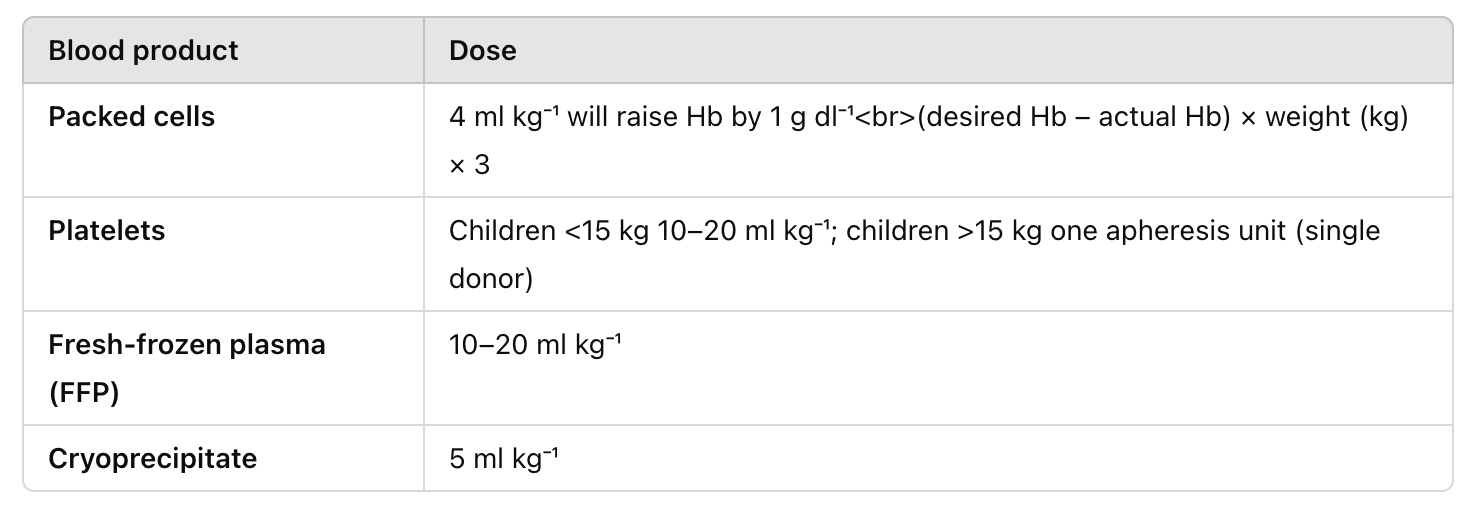 Blood product Dose
Packed cells 4 ml kg⁻¹ will raise Hb by 1 g dl⁻¹<br>(desired Hb – actual Hb) × weight (kg)
× 3
Platelets Children <15 kg 10–20 ml kg⁻¹; children >15 kg one apheresis unit (single
donor)
Fresh-frozen plasma 10–20 ml kg⁻¹
(FFP)
Cryoprecipitate 5 ml kg⁻¹